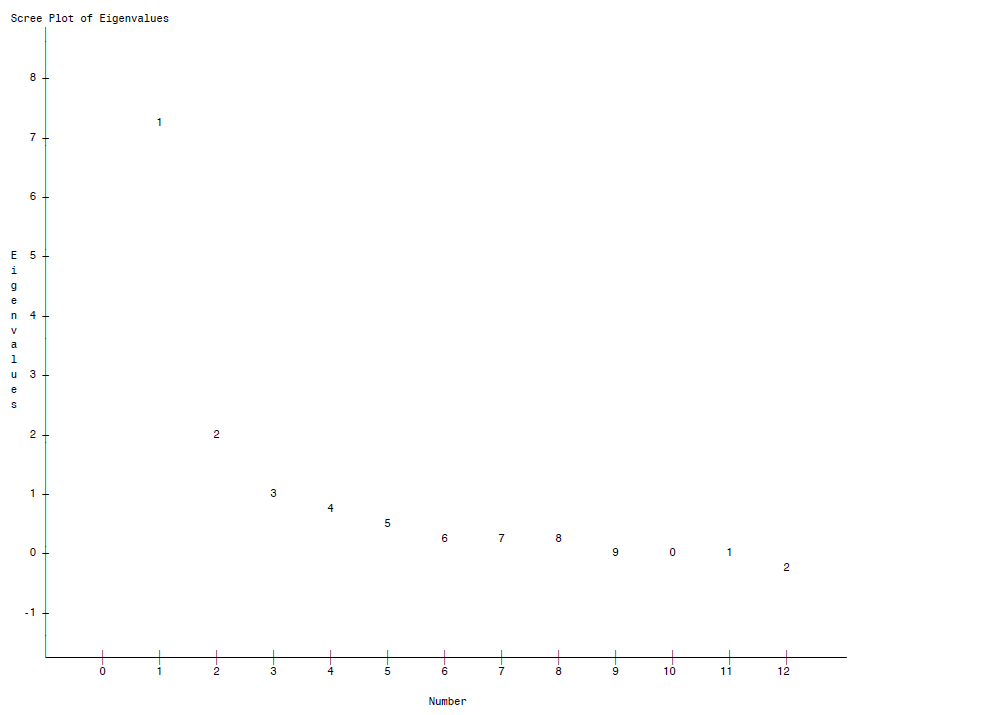 Scree Plot of Eigenvalues
8
1
7
6
E 5
i
g
e
n 4
v
a
l
u 3
e
s
2 2
1 3
4
5
6 7 8
0 9 0 1
2
-1
0 1 2 3 4 5 6 7 8 9 10 11 12
Number